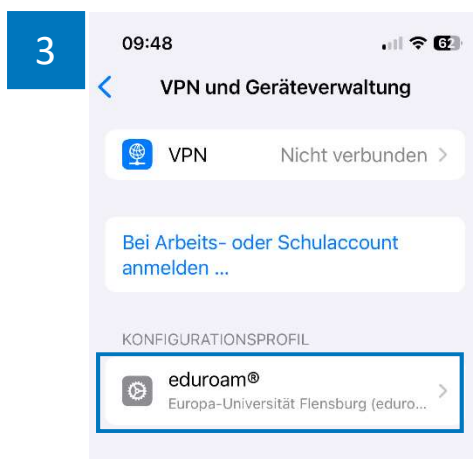 3
09:48
62
VPN und Geräteverwaltung
VPN Nicht verbunden
Bei Arbeits- oder Schulaccount
anmelden ...
KONFIGURATIONSPROFIL
eduroam®
Europa-Universität Flensburg (eduro...